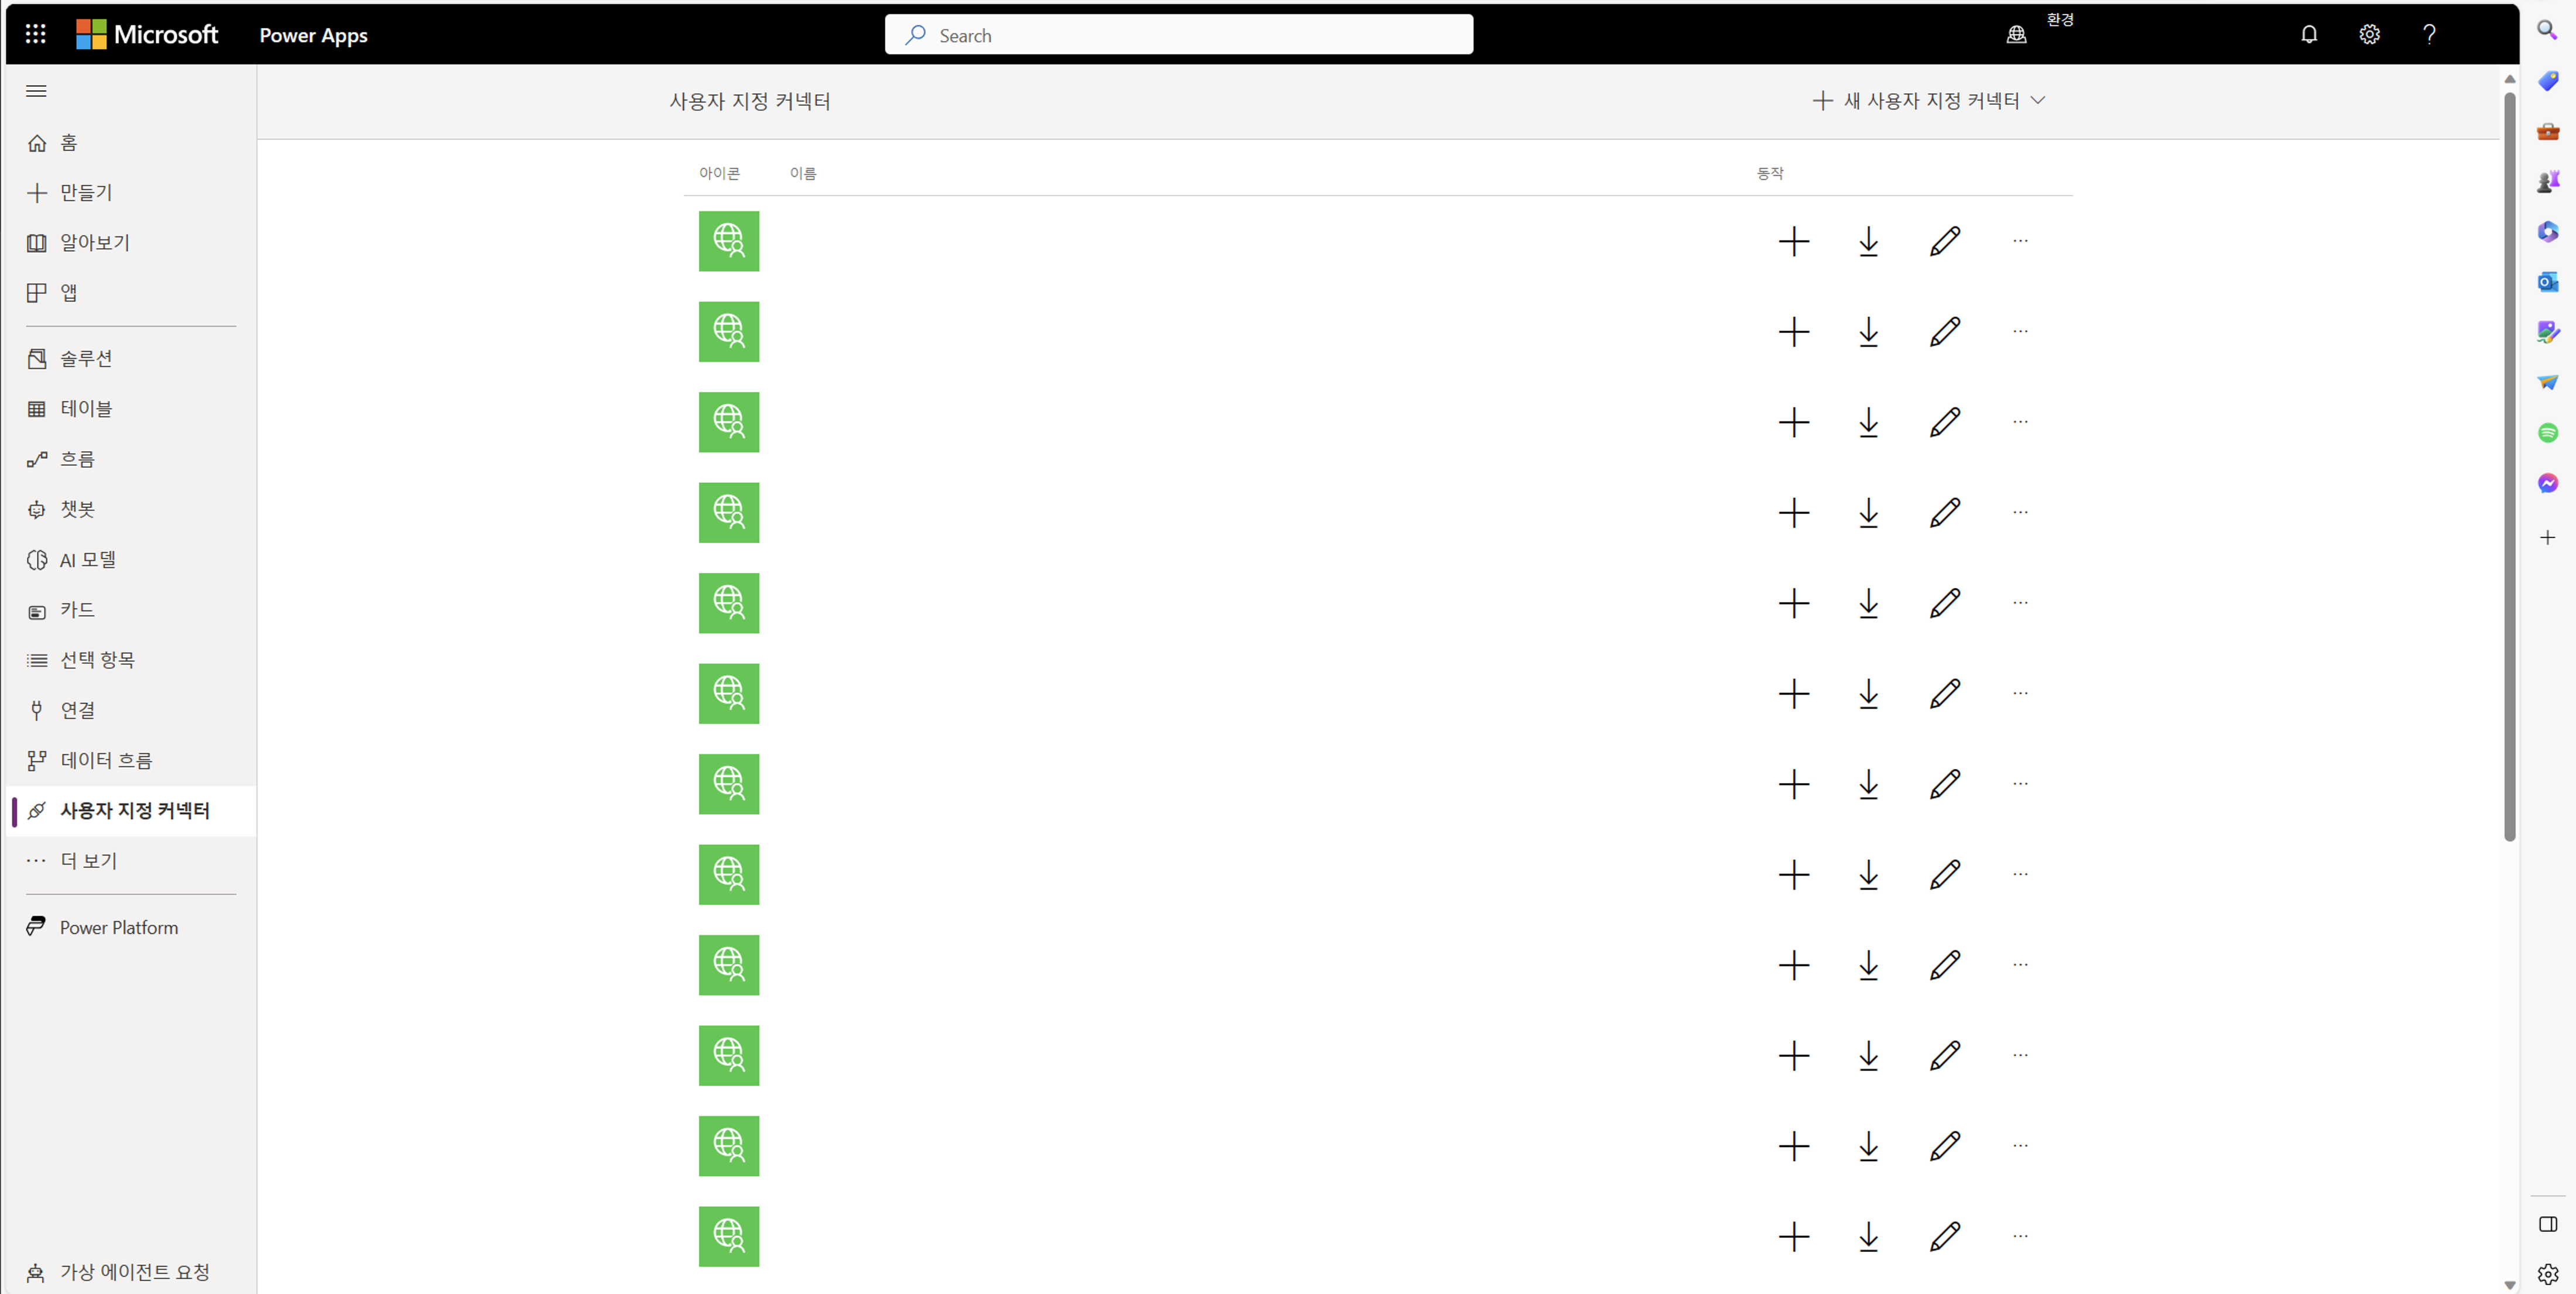 Microsoft
Power Apps
Search
환경
사용자 지정 커넥터
새 사용자 지정 커넥터
홈
만들기
알아보기
앱
솔루션
테이블
흐름
챗봇
AI 모델
카드
선택 항목
연결
데이터 흐름
사용자 지정 커넥터
더 보기
Power Platform
가상 에이전트 요청
아이콘 이름 동작